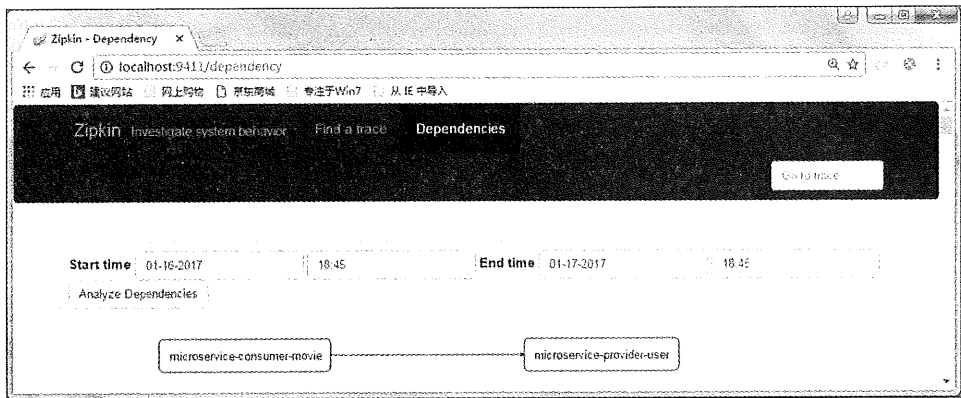 Zipkin - Dependency
localhost:9411/dependency
应用 建议网站 网上购物 京东商城 专注于Win7 从 IE 中导入
Zipkin Investigate system behavior Find a trace Dependencies
Go to trace
Start time 01-16-2017 18:45 End time 01-17-2017 18:45
Analyze Dependencies
microservice-consumer-movie microservice-provider-user